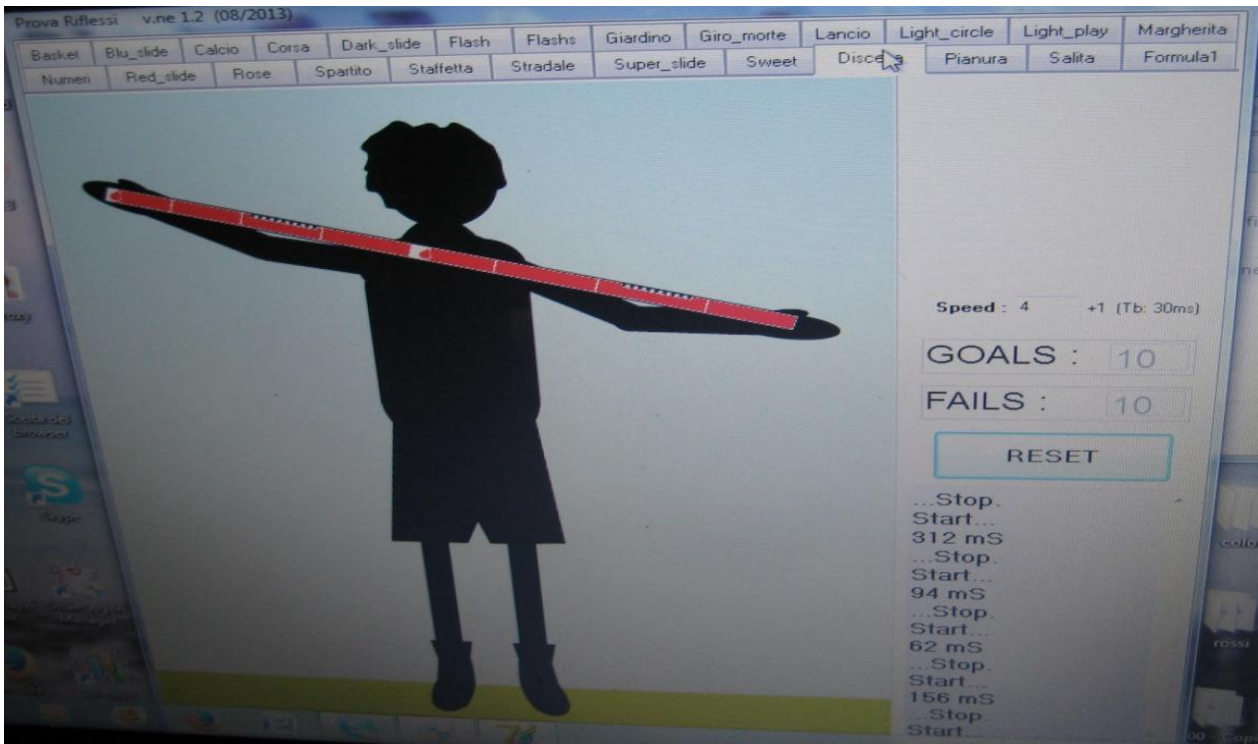 Prova Riflessi v.ne 1.2 (08/2013)
Basket Blu_slide Calcio Corsa Dark_slide Flash Flashs Giardino Giro_morte Lancio Light_circle Light_play Margherita
Numeri Red_slide Rose Spartito Staffetta Stradale Super_slide Sweet Pianura Salita Formula1
Speed : 4 +1 (Tb: 30ms)
GOALS : 10
FAILS : 10
RESET
...Stop.
Start...
312 mS
...Stop.
Start...
94 mS
...Stop.
Start...
62 mS
...Stop.
Start...
156 mS
...Stop.
Start...
browser
Skype
rossi